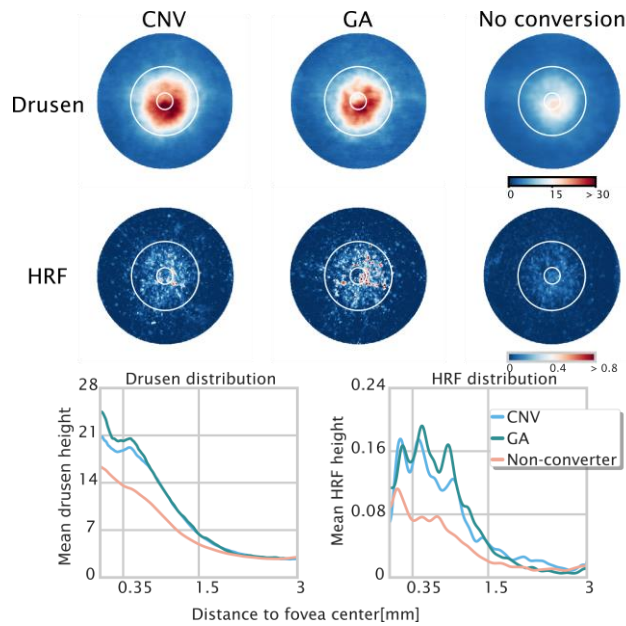 CNV GA No conversion
Drusen
0 15 > 30
HRF
0 0.4 > 0.8
Drusen distribution
Mean drusen height
28
21
14
7
0
0.35 1.5 3
HRF distribution
Mean HRF height
0.24
0.16
0.08
0
0.35 1.5 3
CNV
GA
Non-converter
Distance to fovea center[mm]